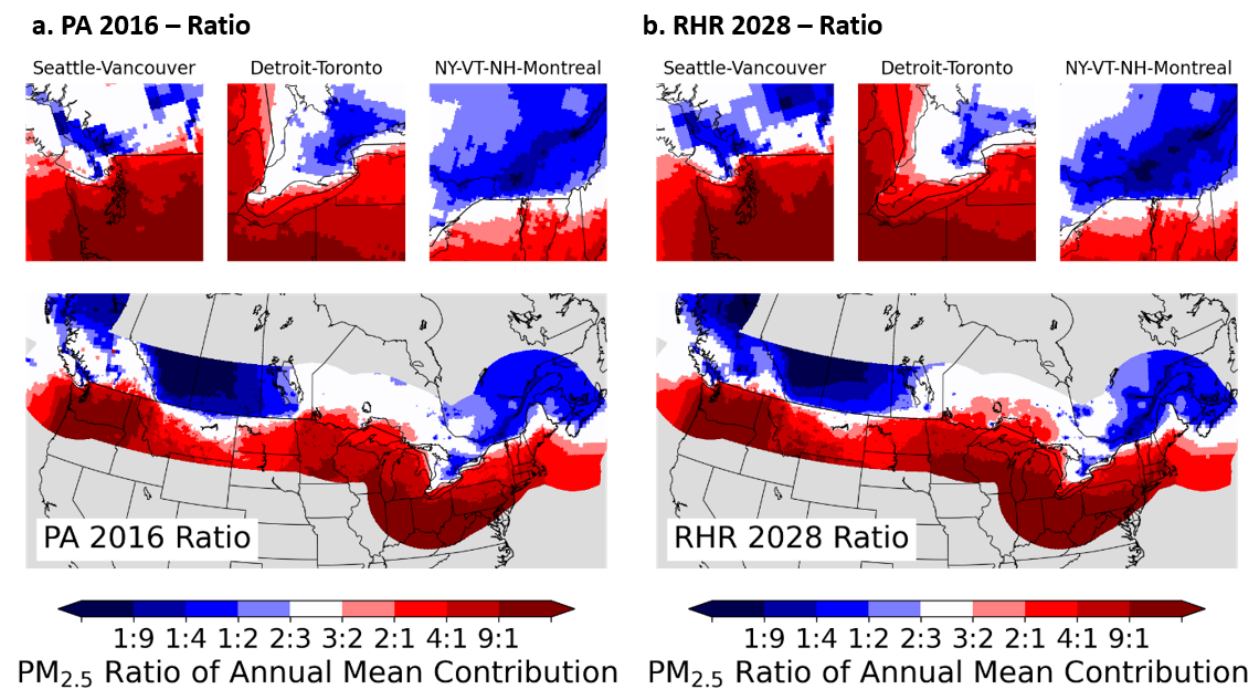 a. PA 2016 – Ratio
Seattle-Vancouver Detroit-Toronto NY-VT-NH-Montreal
PA 2016 Ratio
1:9 1:4 1:2 2:3 3:2 2:1 4:1 9:1
PM2.5 Ratio of Annual Mean Contribution
b. RHR 2028 – Ratio
Seattle-Vancouver Detroit-Toronto NY-VT-NH-Montreal
RHR 2028 Ratio
1:9 1:4 1:2 2:3 3:2 2:1 4:1 9:1
PM2.5 Ratio of Annual Mean Contribution